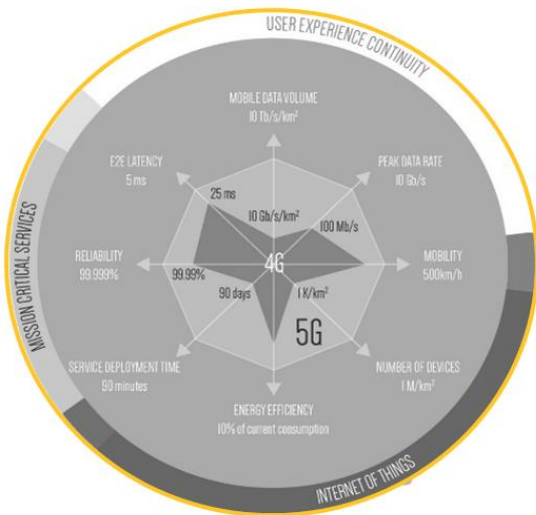 USER EXPERIENCE CONTINUITY
MOBILE DATA VOLUME
10 Tb/s/km²
E2E LATENCY
5 ms
PEAK DATA RATE
10 Gb/s
25 ms
10 Gb/s/km²
100 Mb/s
MISSION CRITICAL SERVICES
RELIABILITY
99.999%
99.99%
4G
MOBILITY
500km/h
90 days
1 K/km²
5G
SERVICE DEPLOYMENT TIME
90 minutes
NUMBER OF DEVICES
1 M/km²
ENERGY EFFICIENCY
10% of current consumption
INTERNET OF THINGS